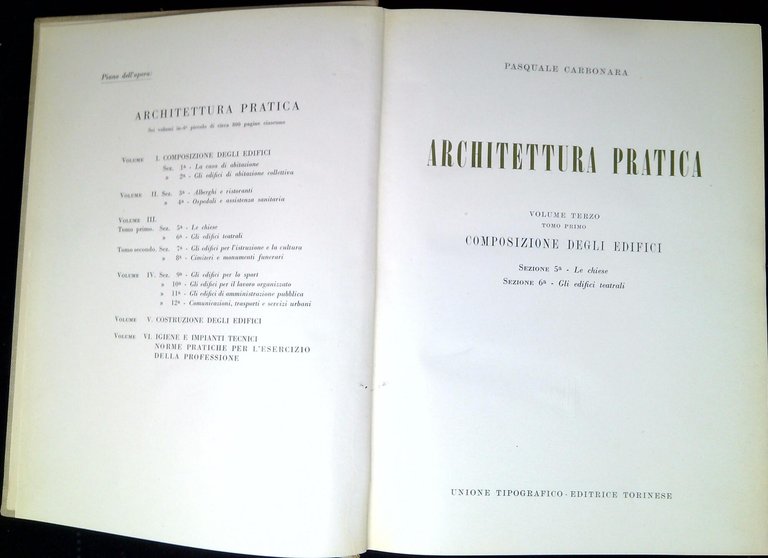 Piano dell'opera:
ARCHITETTURA PRATICA
Sei volumi in-4º piccolo di circa 800 pagine ciascuno
VOLUME I. COMPOSIZIONE DEGLI EDIFICI
Sez. 1ª - La casa di abitazione
» 2ª - Gli edifici di abitazione collettiva
VOLUME II. Sez. 3ª - Alberghi e ristoranti
» 4ª - Ospedali e assistenza sanitaria
VOLUME III.
Tomo primo. Sez. 5ª - Le chiese
» 6ª - Gli edifici teatrali
Tomo secondo. Sez. 7ª - Gli edifici per l'istruzione e la cultura
» 8ª - Cimiteri e monumenti funerari
VOLUME IV. Sez. 9ª - Gli edifici per lo sport
» 10ª - Gli edifici per il lavoro organizzato
» 11ª - Gli edifici di amministrazione pubblica
» 12ª - Comunicazioni, trasporti e servizi urbani
VOLUME V. COSTRUZIONE DEGLI EDIFICI
VOLUME VI. IGIENE E IMPIANTI TECNICI
NORME PRATICHE PER L'ESERCIZIO
DELLA PROFESSIONE
PASQUALE CARBONARA
ARCHITETTURA PRATICA
VOLUME TERZO
TOMO PRIMO
COMPOSIZIONE DEGLI EDIFICI
SEZIONE 5ª - Le chiese
SEZIONE 6ª - Gli edifici teatrali
UNIONE TIPOGRAFICO-EDITRICE TORINESE